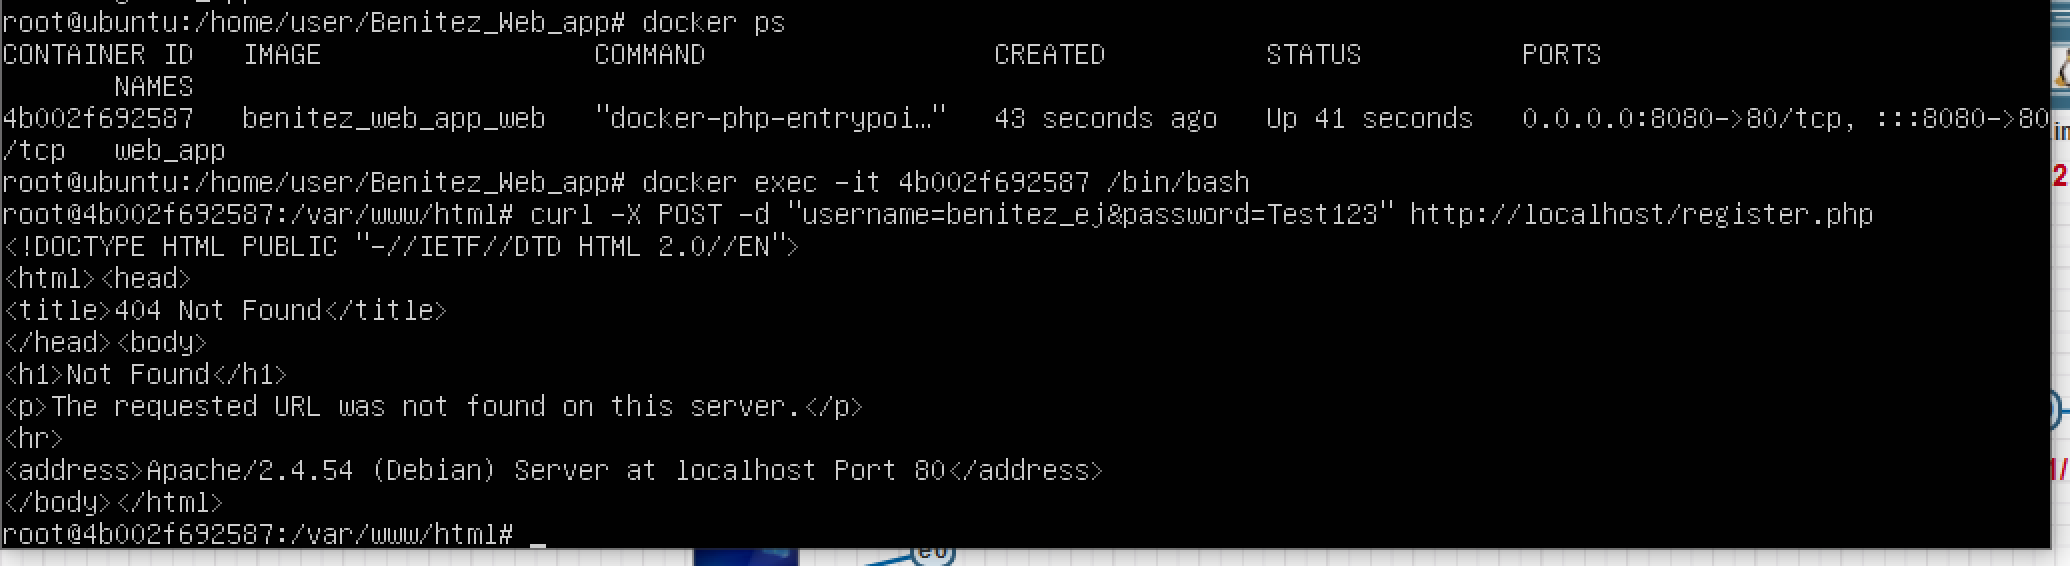 root@ubuntu:/home/user/Benitez_Web_app# docker ps
CONTAINER ID   IMAGE                 COMMAND                  CREATED          STATUS          PORTS
       NAMES
4b002f692587   benitez_web_app_web   "docker-php-entrypoi…"   43 seconds ago   Up 41 seconds   0.0.0.0:8080->80/tcp, :::8080->80
/tcp   web_app
root@ubuntu:/home/user/Benitez_Web_app# docker exec -it 4b002f692587 /bin/bash
root@4b002f692587:/var/www/html# curl -X POST -d "username=benitez_ej&password=Test123" http://localhost/register.php
<!DOCTYPE HTML PUBLIC "-//IETF//DTD HTML 2.0//EN">
<html><head>
<title>404 Not Found</title>
</head><body>
<h1>Not Found</h1>
<p>The requested URL was not found on this server.</p>
<hr>
<address>Apache/2.4.54 (Debian) Server at localhost Port 80</address>
</body></html>
root@4b002f692587:/var/www/html# _